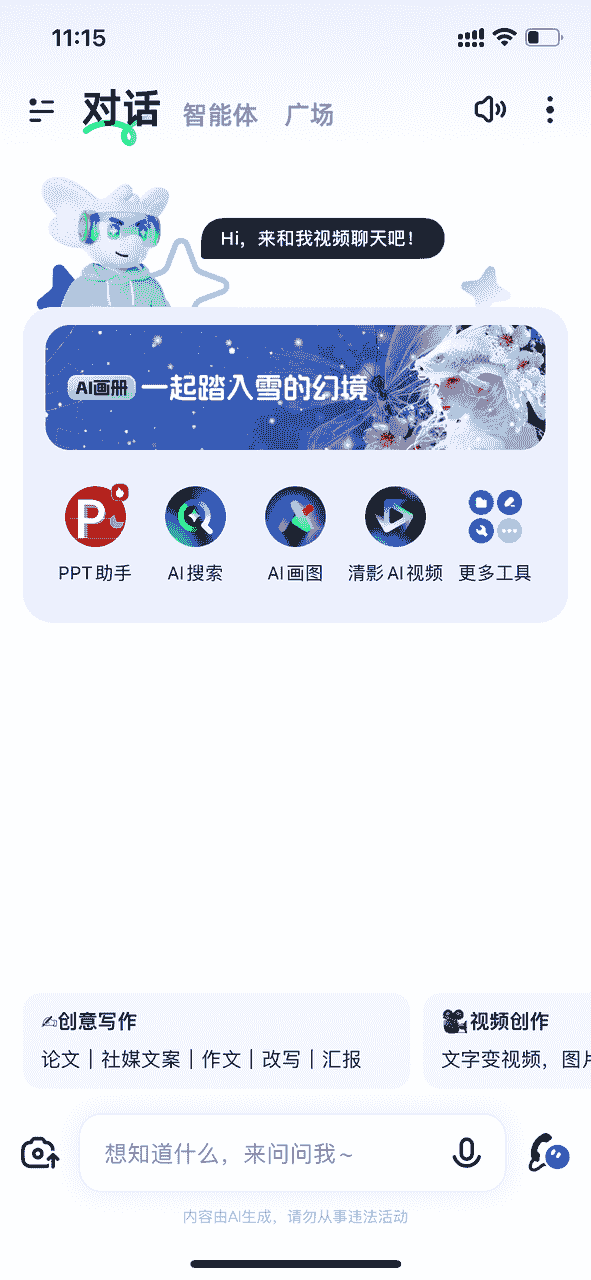 11:15
对话 智能体 广场
Hi，来和我视频聊天吧！
AI画册 一起踏入雪的幻境
P
PPT助手 AI搜索 AI画图 清影AI视频 更多工具
✍创意写作
论文｜社媒文案｜作文｜改写｜汇报
🎥视频创作
文字变视频，图片
想知道什么，来问问我~
内容由AI生成，请勿从事违法活动